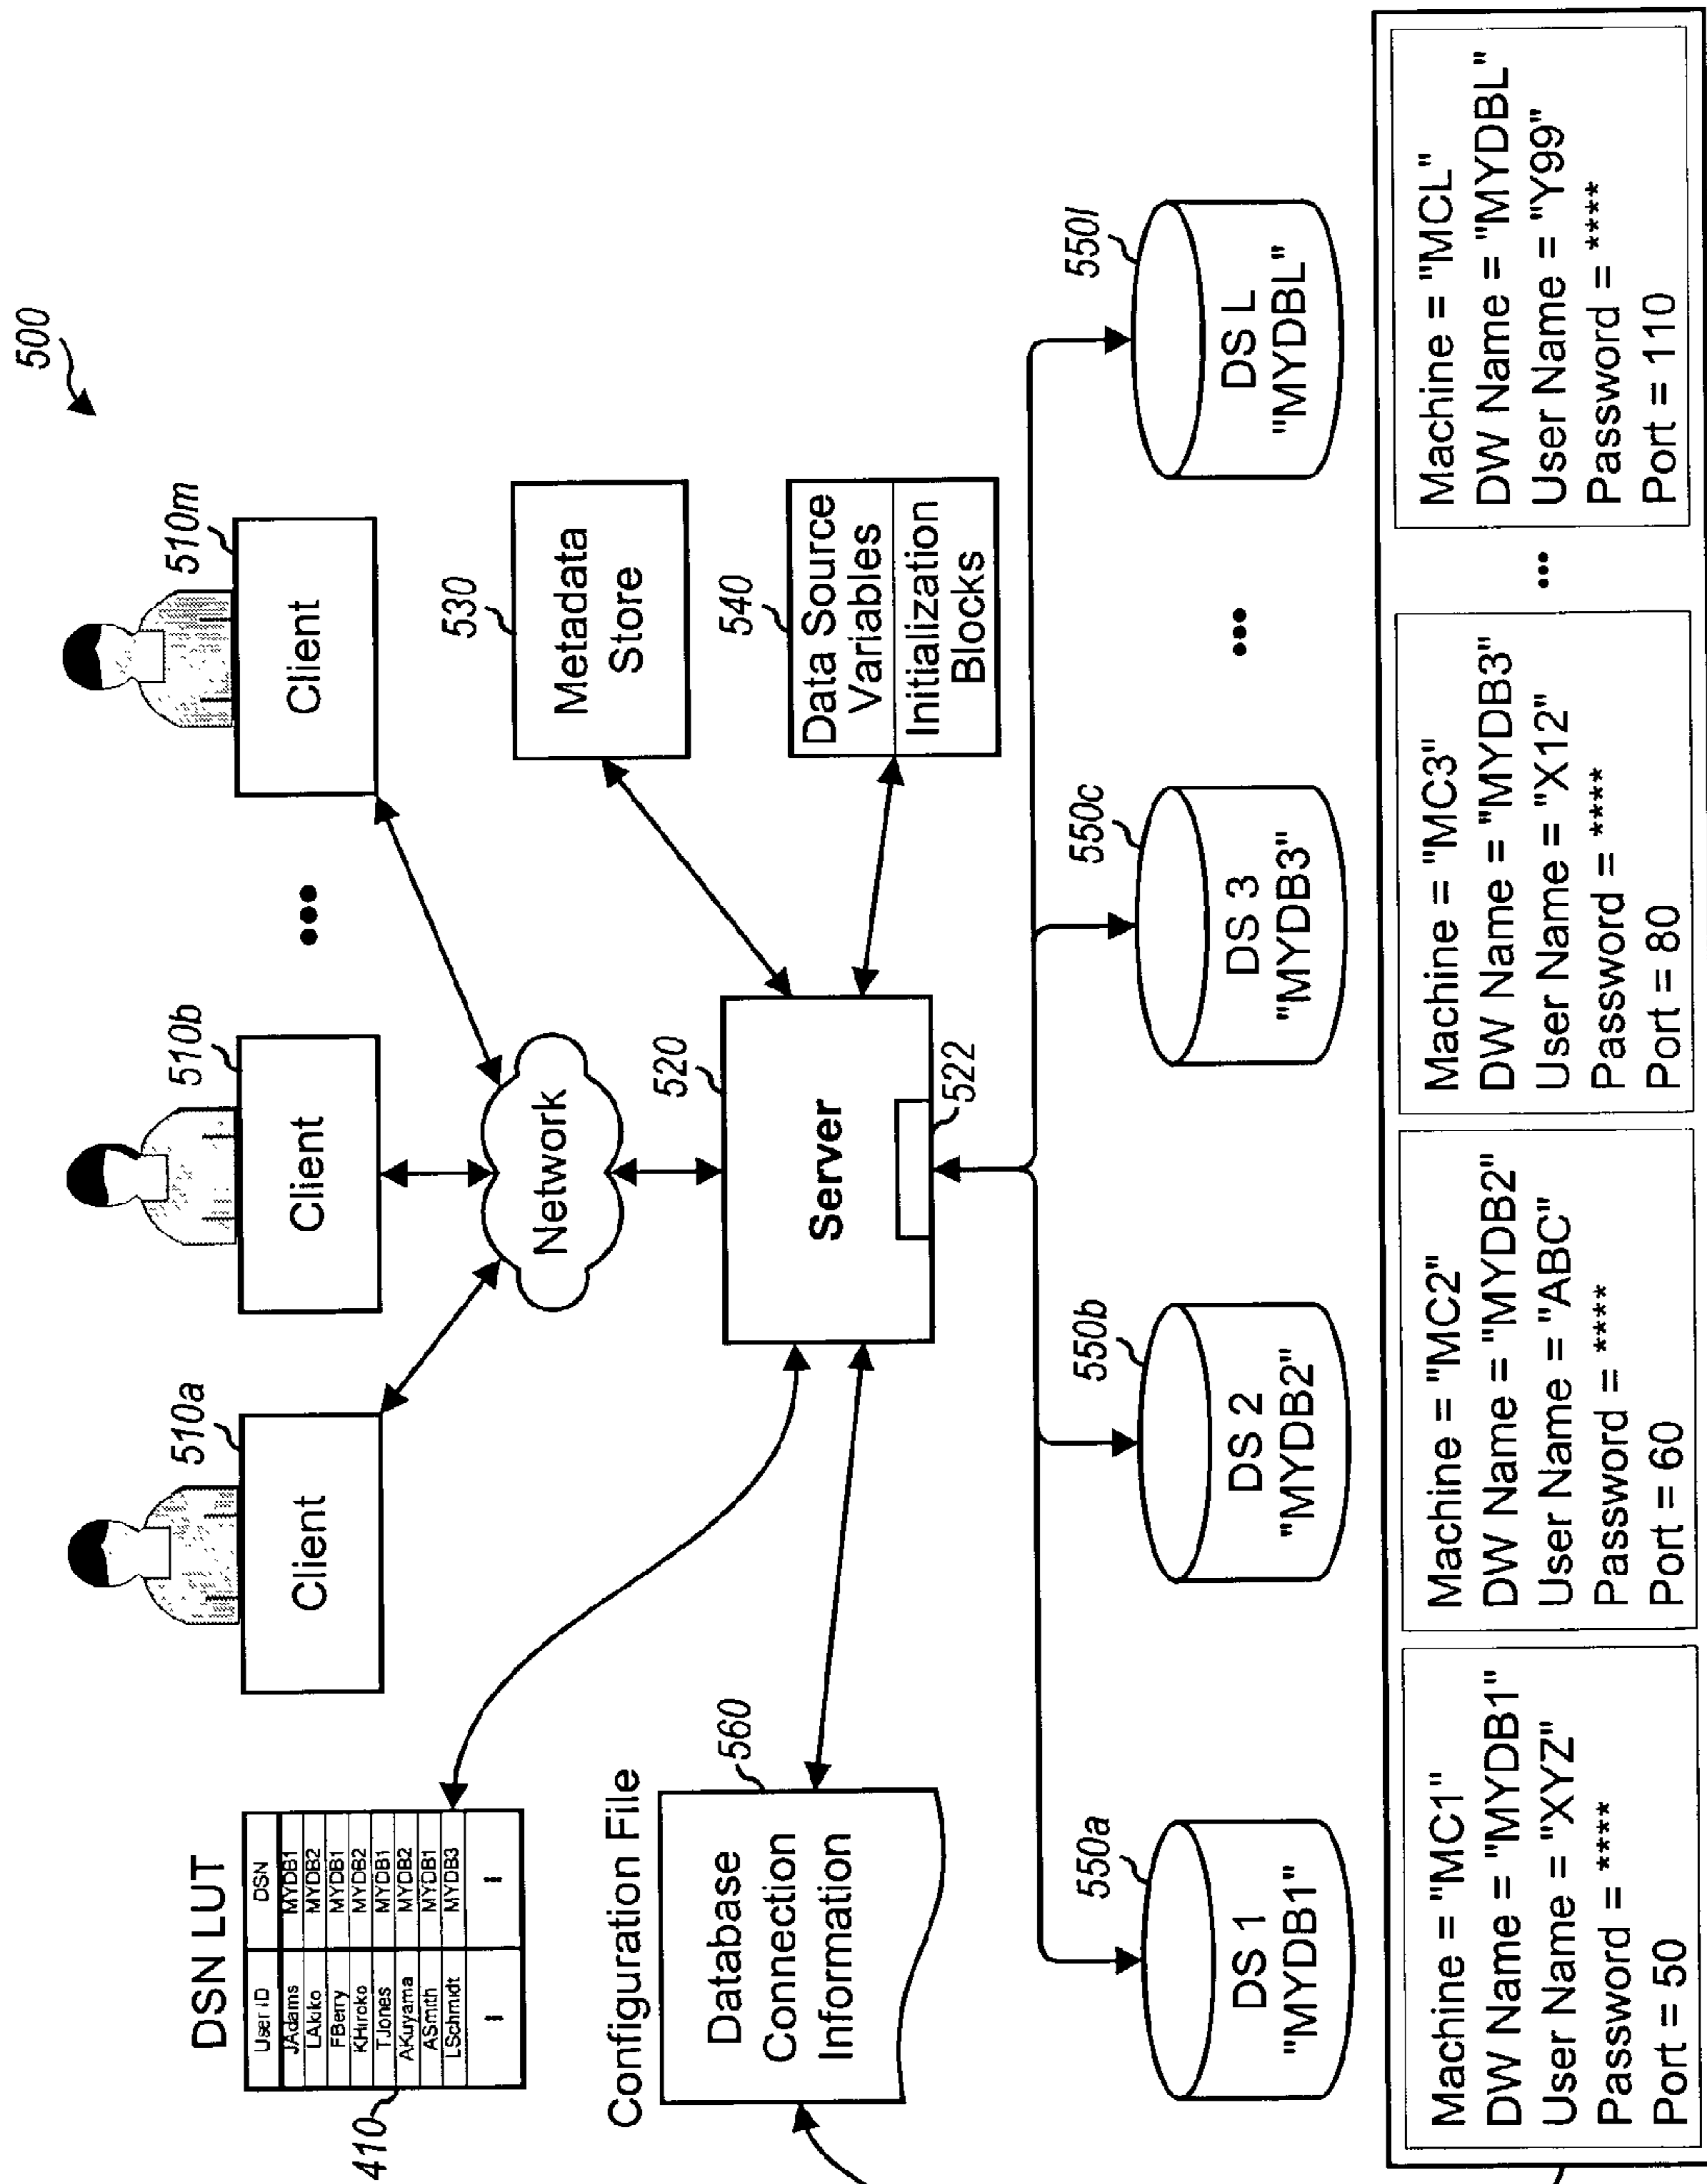 500
510a
510b
510m
Client
Client
•••
Client
DSN LUT
User ID DSN
JAdams MYDB1
LAkiko MYDB2
FBerry MYDB1
KHiroko MYDB2
TJones MYDB1
AKuyama MYDB2
ASmith MYDB1
LSchmidt MYDB3
410
Network
530
Metadata
Store
Configuration File
560
Database
Connection
Information
520
Server
522
540
Data Source
Variables
Initialization
Blocks
550a
DS 1
"MYDB1"
550b
DS 2
"MYDB2"
550c
DS 3
"MYDB3"
•••
550l
DS L
"MYDBL"
Machine = "MC1"
DW Name = "MYDB1"
User Name = "XYZ"
Password = ****
Port = 50
Machine = "MC2"
DW Name = "MYDB2"
User Name = "ABC"
Password = ****
Port = 60
Machine = "MC3"
DW Name = "MYDB3"
User Name = "X12"
Password = ****
Port = 80
•••
Machine = "MCL"
DW Name = "MYDBL"
User Name = "Y99"
Password = ****
Port = 110